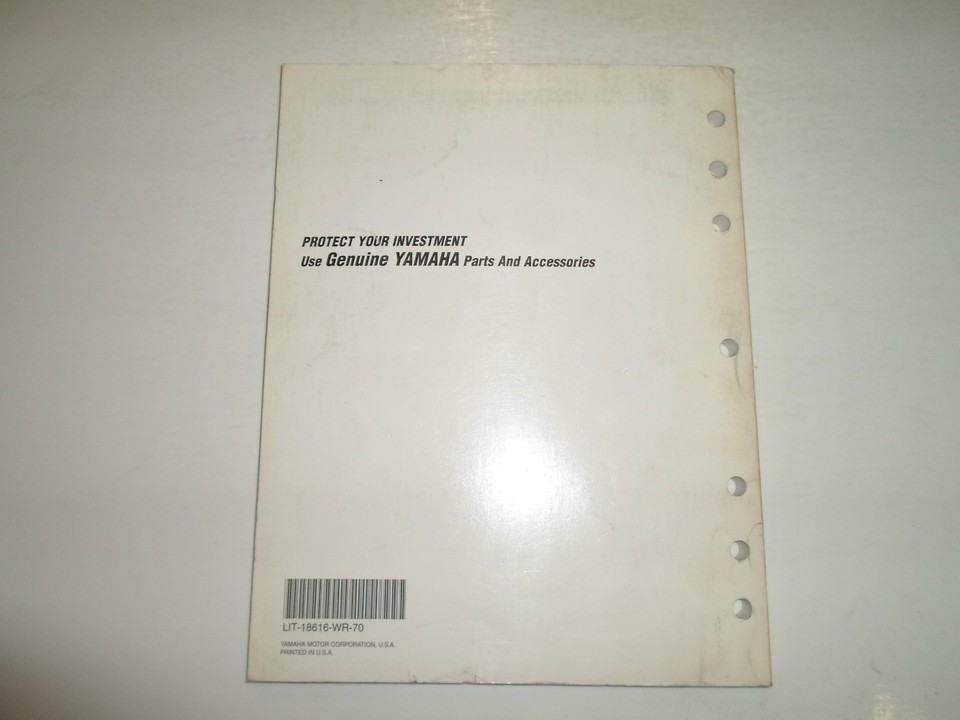 PROTECT YOUR INVESTMENT
Use Genuine YAMAHA Parts And Accessories
LIT-18616-WR-70
YAMAHA MOTOR CORPORATION, U.S.A.
PRINTED IN U.S.A.